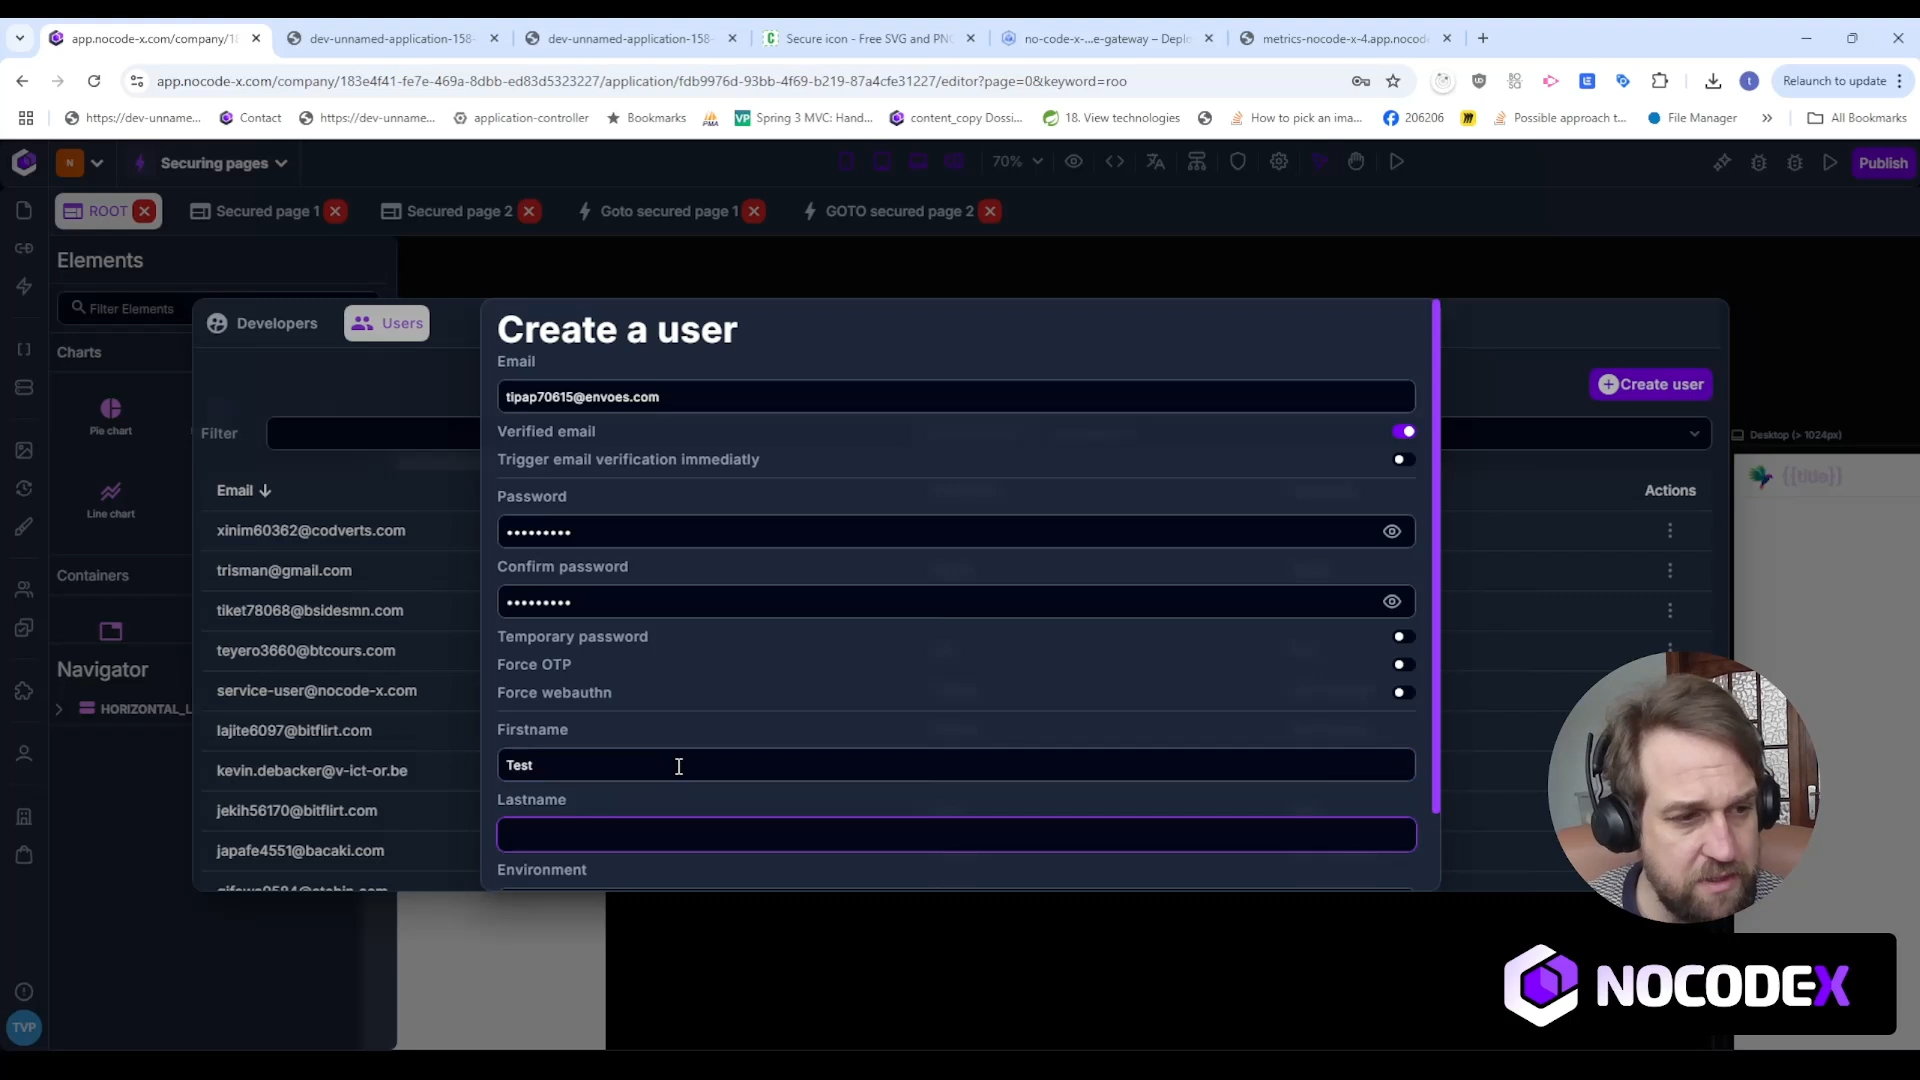 app.nocode-x.com/company/18
dev-unnamed-application-158-
dev-unnamed-application-158-
Secure icon - Free SVG and PNG
no-code-x-...e-gateway – Deplo
metrics-nocode-x-4.app.nocode
app.nocode-x.com/company/183e4f41-fe7e-469a-8dbb-ed83d5323227/application/fdb9976d-93bb-4f69-b219-87a4cfe31227/editor?page=0&keyword=roo
Relaunch to update
https://dev-unname...
Contact
https://dev-unname...
application-controller
Bookmarks
PMA
VP
Spring 3 MVC: Hand...
content_copy Dossi...
18. View technologies
How to pick an ima...
206206
Possible approach t...
File Manager
All Bookmarks
N
Securing pages
70%
Publish
ROOT
Secured page 1
Secured page 2
Goto secured page 1
GOTO secured page 2
Elements
Filter Elements
Charts
Pie chart
Line chart
Containers
Navigator
HORIZONTAL_L
TVP
Developers
Users
Create user
Filter
Email
Actions
xinim60362@codverts.com
trisman@gmail.com
tiket78068@bsidesmn.com
teyero3660@btcours.com
service-user@nocode-x.com
lajite6097@bitflirt.com
kevin.debacker@v-ict-or.be
jekih56170@bitflirt.com
japafe4551@bacaki.com
Create a user
Email
tipap70615@envoes.com
Verified email
Trigger email verification immediatly
Password
•••••••••
Confirm password
•••••••••
Temporary password
Force OTP
Force webauthn
Firstname
Test
Lastname
Environment
Desktop (> 1024px)
{{title}}
NOCODEX